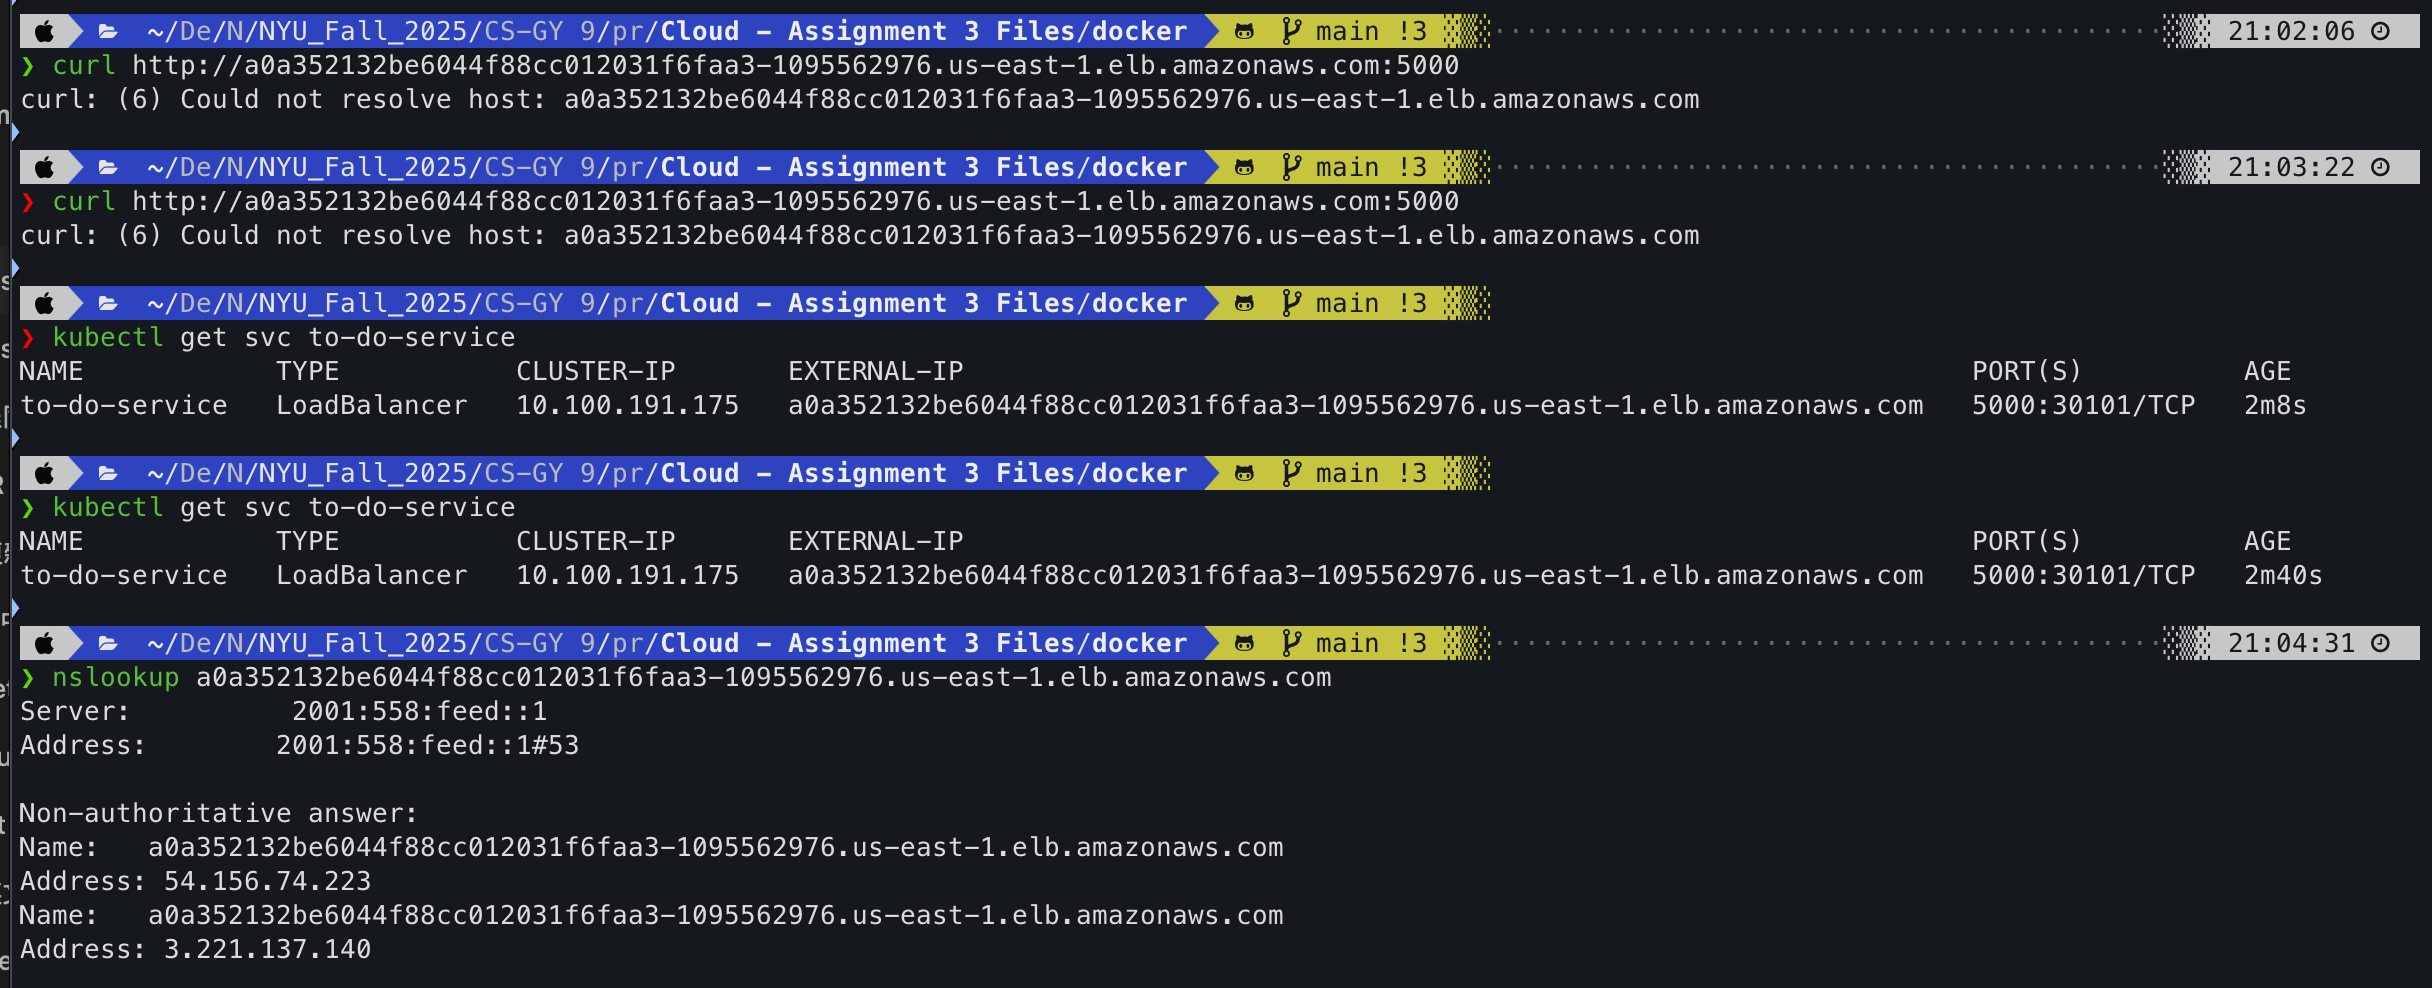 ~/De/N/NYU_Fall_2025/CS-GY 9/pr/Cloud - Assignment 3 Files/docker main !3 21:02:06
❯ curl http://a0a352132be6044f88cc012031f6faa3-1095562976.us-east-1.elb.amazonaws.com:5000
curl: (6) Could not resolve host: a0a352132be6044f88cc012031f6faa3-1095562976.us-east-1.elb.amazonaws.com
~/De/N/NYU_Fall_2025/CS-GY 9/pr/Cloud - Assignment 3 Files/docker main !3 21:03:22
❯ curl http://a0a352132be6044f88cc012031f6faa3-1095562976.us-east-1.elb.amazonaws.com:5000
curl: (6) Could not resolve host: a0a352132be6044f88cc012031f6faa3-1095562976.us-east-1.elb.amazonaws.com
~/De/N/NYU_Fall_2025/CS-GY 9/pr/Cloud - Assignment 3 Files/docker main !3
❯ kubectl get svc to-do-service
NAME TYPE CLUSTER-IP EXTERNAL-IP PORT(S) AGE
to-do-service LoadBalancer 10.100.191.175 a0a352132be6044f88cc012031f6faa3-1095562976.us-east-1.elb.amazonaws.com 5000:30101/TCP 2m8s
~/De/N/NYU_Fall_2025/CS-GY 9/pr/Cloud - Assignment 3 Files/docker main !3
❯ kubectl get svc to-do-service
NAME TYPE CLUSTER-IP EXTERNAL-IP PORT(S) AGE
to-do-service LoadBalancer 10.100.191.175 a0a352132be6044f88cc012031f6faa3-1095562976.us-east-1.elb.amazonaws.com 5000:30101/TCP 2m40s
~/De/N/NYU_Fall_2025/CS-GY 9/pr/Cloud - Assignment 3 Files/docker main !3 21:04:31
❯ nslookup a0a352132be6044f88cc012031f6faa3-1095562976.us-east-1.elb.amazonaws.com
Server: 2001:558:feed::1
Address: 2001:558:feed::1#53
Non-authoritative answer:
Name: a0a352132be6044f88cc012031f6faa3-1095562976.us-east-1.elb.amazonaws.com
Address: 54.156.74.223
Name: a0a352132be6044f88cc012031f6faa3-1095562976.us-east-1.elb.amazonaws.com
Address: 3.221.137.140